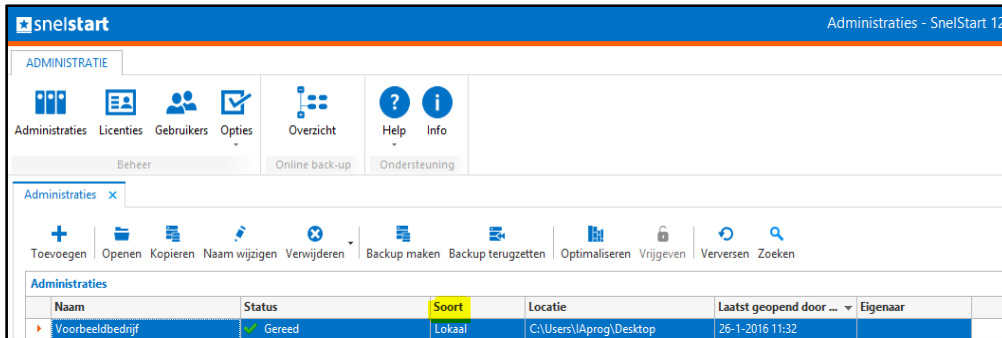 snelstart
Administraties - SnelStart 12
ADMINISTRATIE
Administraties Licenties Gebruikers Opties Overzicht Help Info
Beheer Online back-up Ondersteuning
Administraties
Toevoegen Openen Kopieren Naam wijzigen Verwijderen Backup maken Backup terugzetten Optimaliseren Vrijgeven Verversen Zoeken
Administraties
Naam Status Soort Locatie Laatst geopend door ... Eigenaar
Voorbeeldbedrijf Gereed Lokaal C:\Users\IAprog\Desktop 26-1-2016 11:32